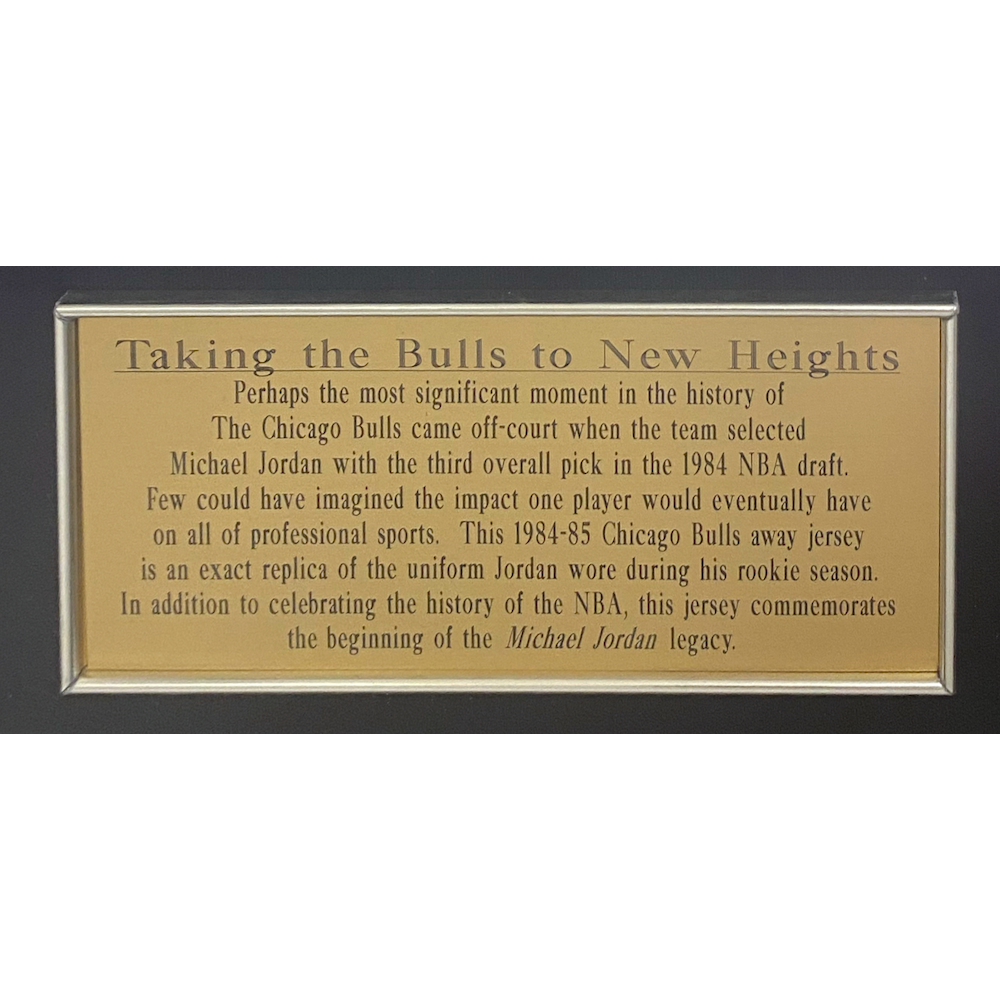 Taking the Bulls to New Heights
Perhaps the most significant moment in the history of
The Chicago Bulls came off-court when the team selected
Michael Jordan with the third overall pick in the 1984 NBA draft.
Few could have imagined the impact one player would eventually have
on all of professional sports.  This 1984-85 Chicago Bulls away jersey
is an exact replica of the uniform Jordan wore during his rookie season.
In addition to celebrating the history of the NBA, this jersey commemorates
the beginning of the Michael Jordan legacy.